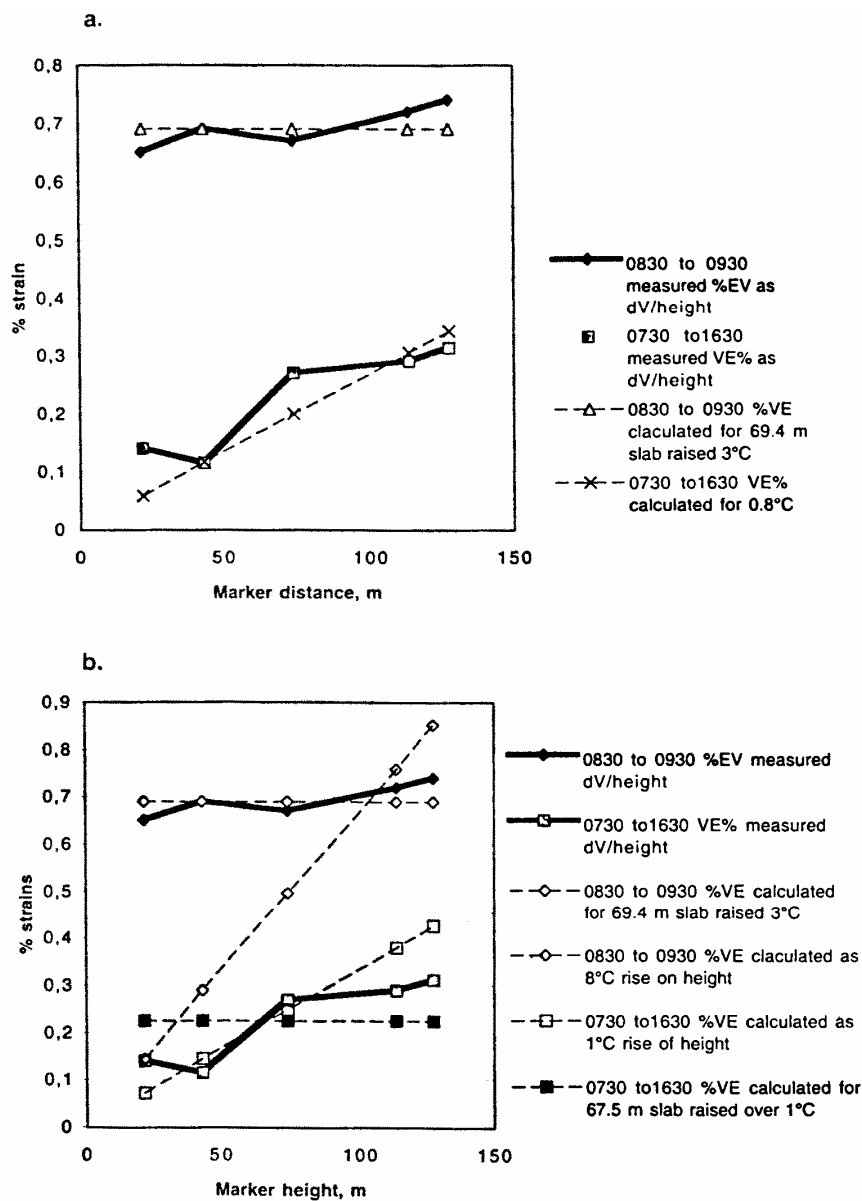 a.
0,8
0,7
0,6
0,5
0,4
0,3
0,2
0,1
0
% strain
0
50
100
150
Marker distance, m
0830 to 0930
measured %EV as
dV/height
0730 to1630
measured VE% as
dV/height
0830 to 0930 %VE
claculated for 69.4 m
slab raised 3°C
0730 to1630 VE%
calculated for 0.8°C
b.
0,9
0,8
0,7
0,6
0,5
0,4
0,3
0,2
0,1
0
% strains
0
50
100
150
Marker height, m
0830 to 0930 %EV measured
dV/height
0730 to1630 VE% measured
dV/height
0830 to 0930 %VE calculated
for 69.4 m slab raised 3°C
0830 to 0930 %VE claculated as
8°C rise on height
0730 to1630 %VE calculated as
1°C rise of height
0730 to1630 %VE calculated for
67.5 m slab raised over 1°C